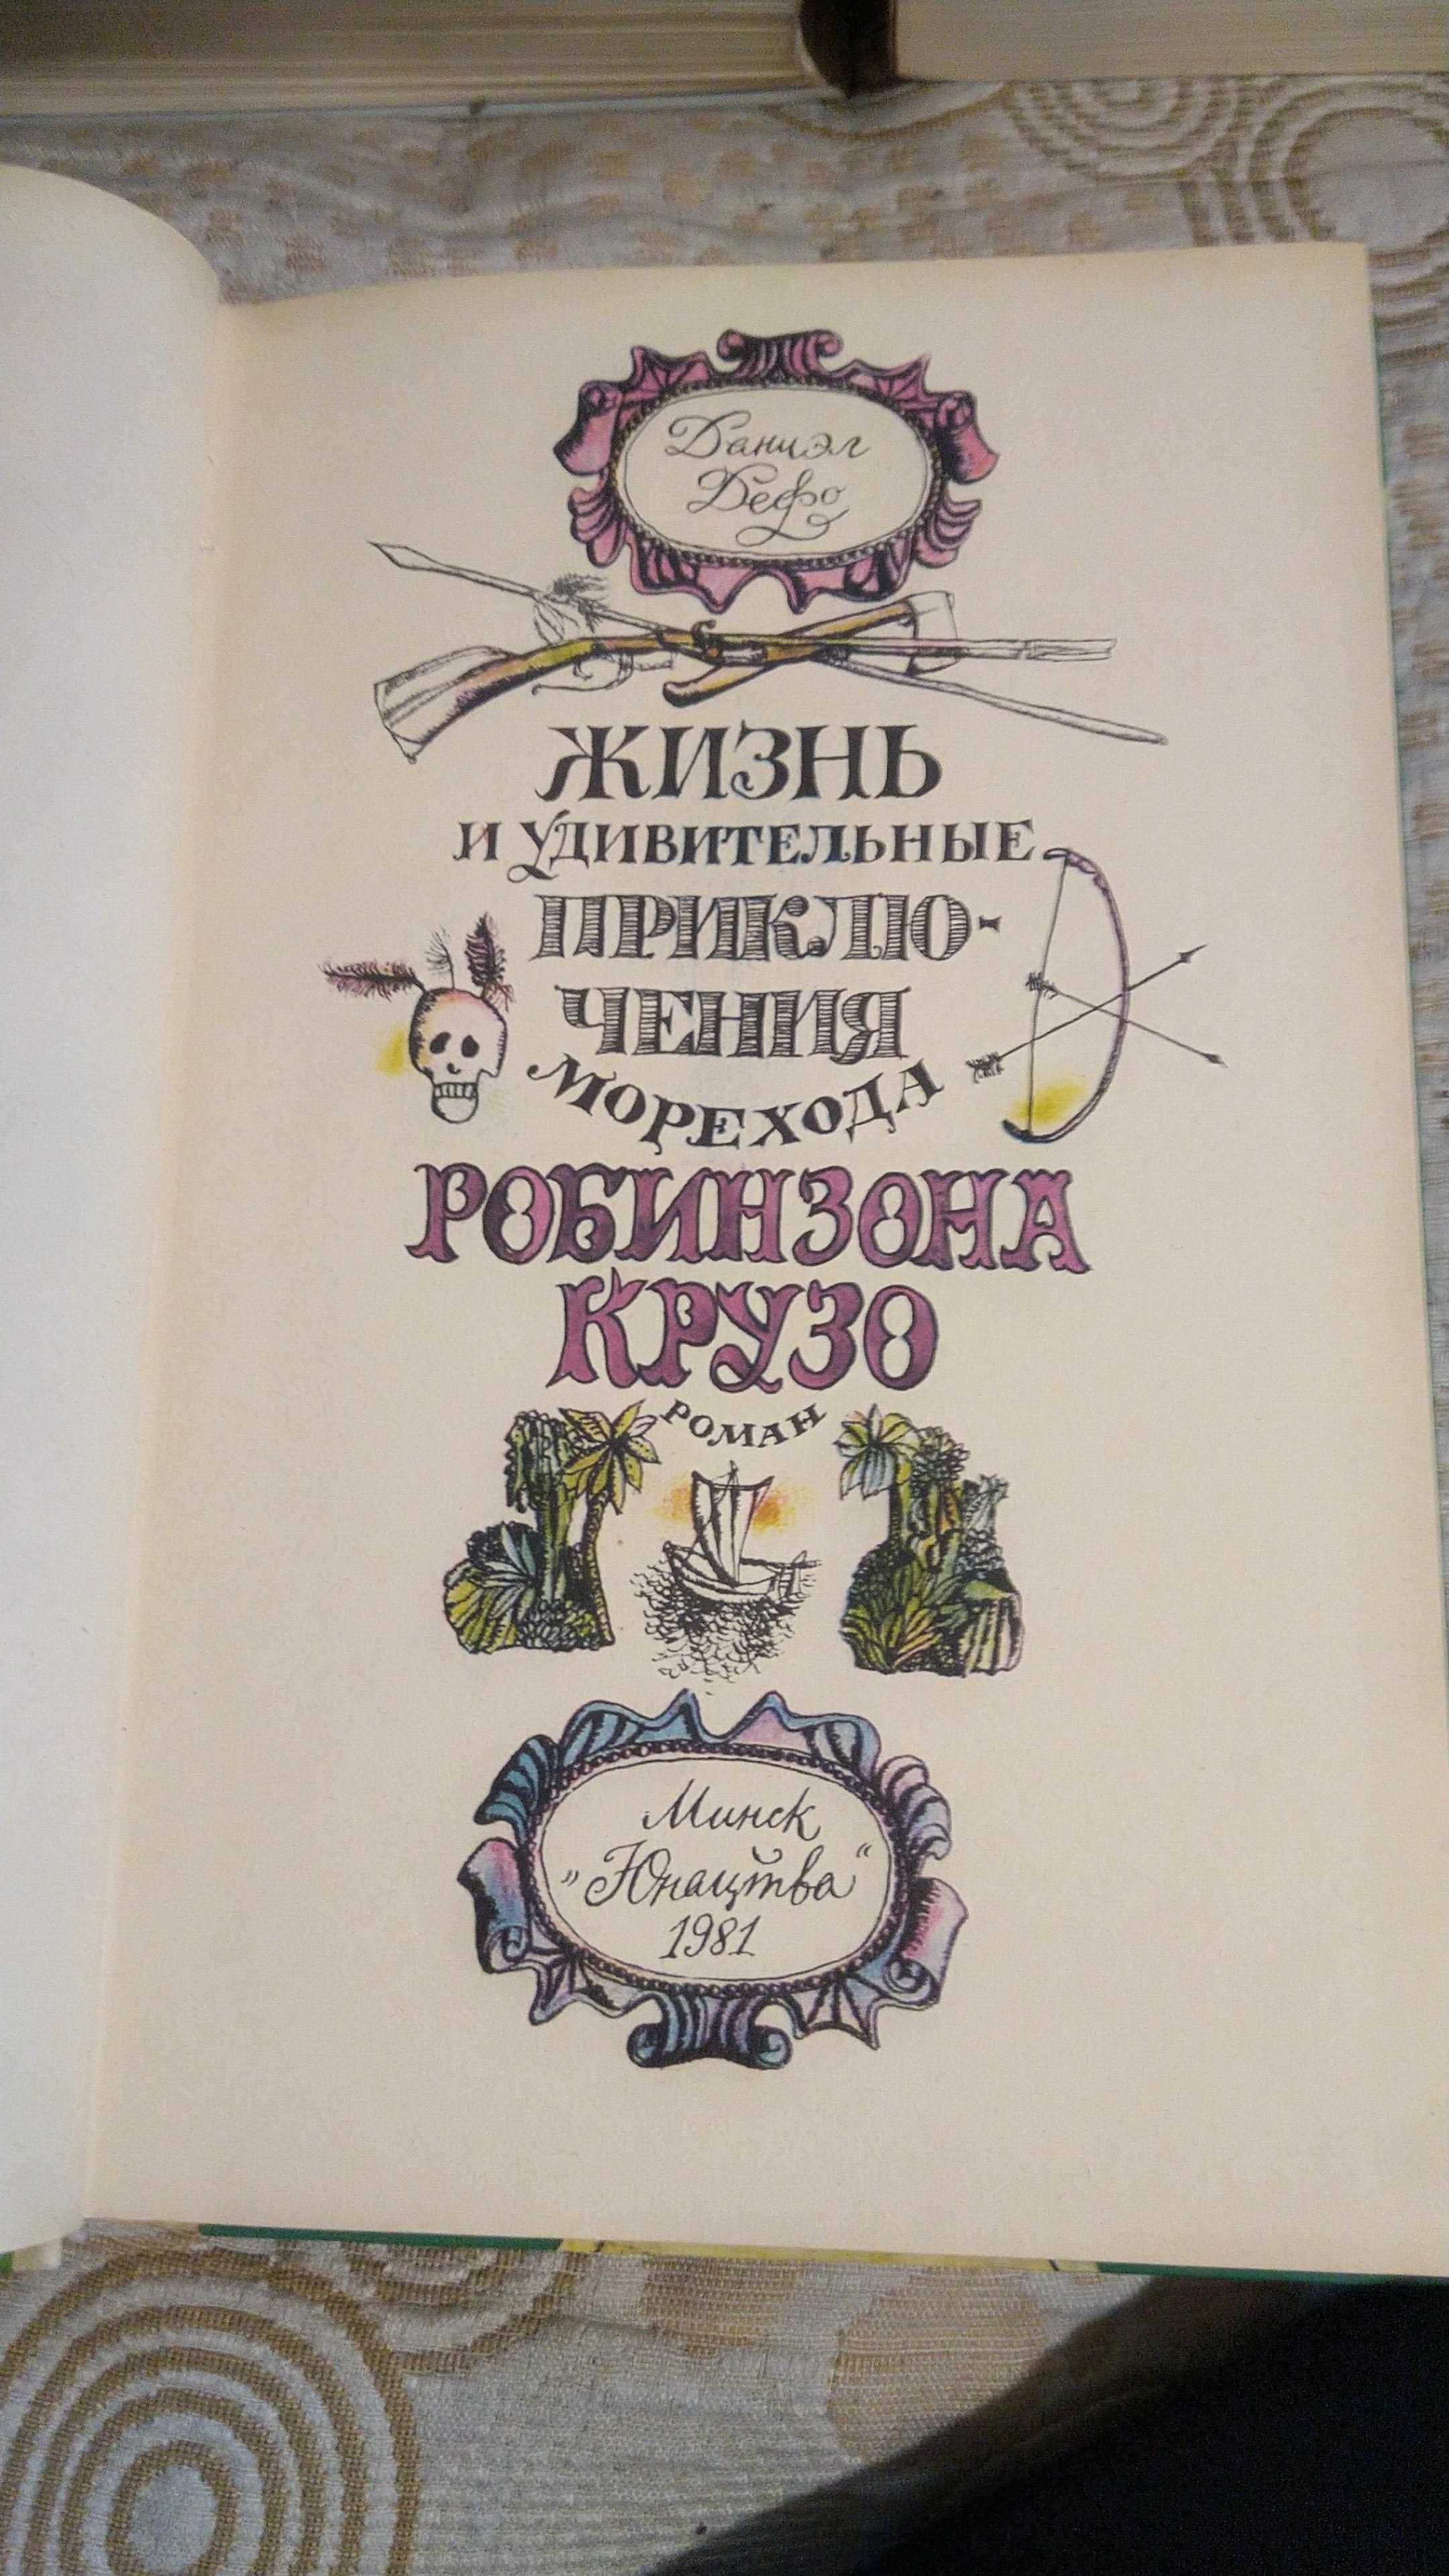 Даниэл
Дефо
ЖИЗНЬ
И УДИВИТЕЛЬНЫЕ
ПРИКЛЮ-
ЧЕНИЯ
МОРЕХОДА
РОБИНЗОНА
КРУЗО
РОМАН
Минск
„Юнацтва“
1981